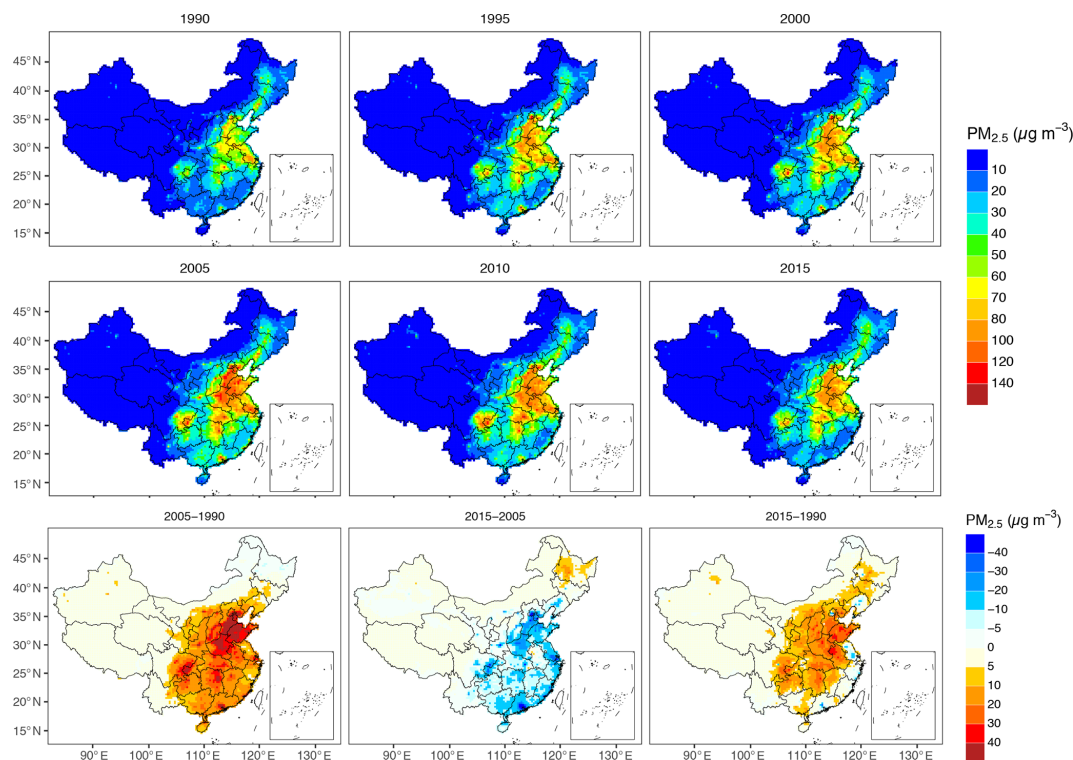 1990 1995 2000
45°N
40°N
35°N
30°N
25°N
20°N
15°N
PM2.5 (µg m−3)
10
20
30
40
50
60
70
80
100
120
140
2005 2010 2015
45°N
40°N
35°N
30°N
25°N
20°N
15°N
2005−1990 2015−2005 2015−1990
45°N
40°N
35°N
30°N
25°N
20°N
15°N
90°E 100°E 110°E 120°E 130°E 90°E 100°E 110°E 120°E 130°E 90°E 100°E 110°E 120°E 130°E
PM2.5 (µg m−3)
−40
−30
−20
−10
−5
0
5
10
20
30
40